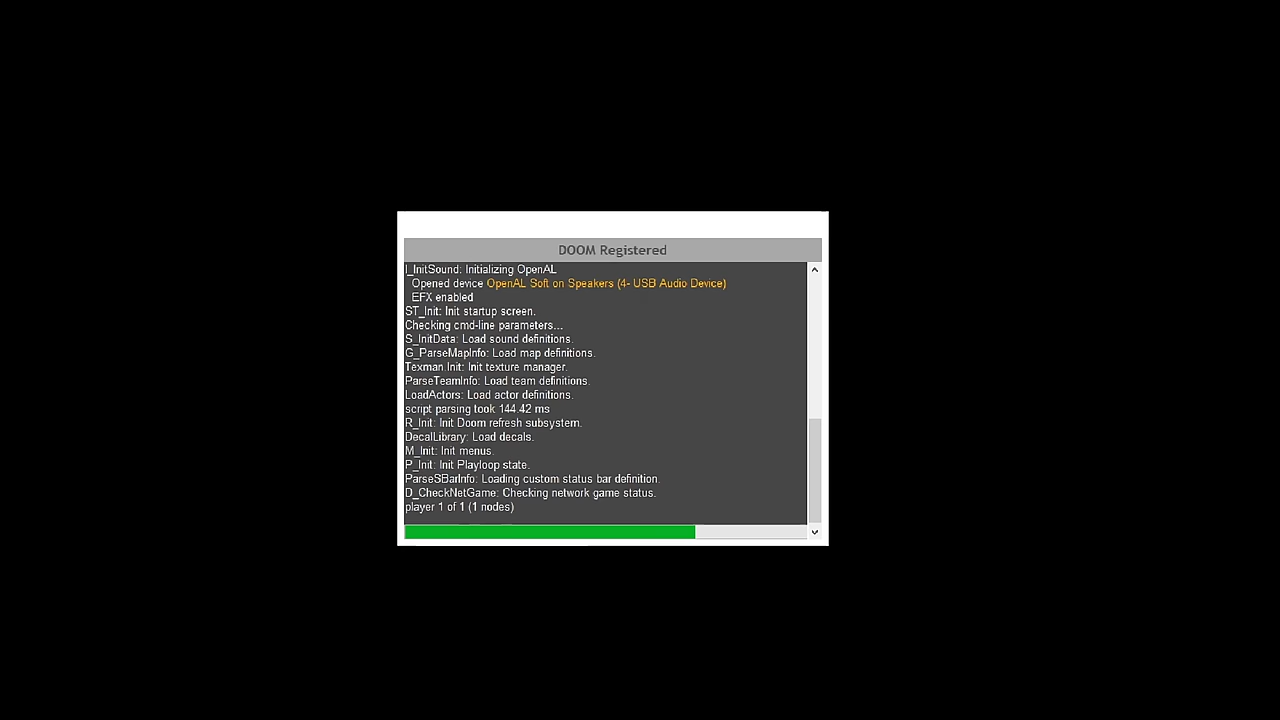 DOOM Registered
I_InitSound: Initializing OpenAL
Opened device OpenAL Soft on Speakers (4- USB Audio Device)
EFX enabled
ST_Init: Init startup screen.
Checking cmd-line parameters...
S_InitData: Load sound definitions.
G_ParseMapInfo: Load map definitions.
Texman.Init: Init texture manager.
ParseTeamInfo: Load team definitions.
LoadActors: Load actor definitions.
script parsing took 144.42 ms
R_Init: Init Doom refresh subsystem.
DecalLibrary: Load decals.
M_Init: Init menus.
P_Init: Init Playloop state.
ParseSBarInfo: Loading custom status bar definition.
D_CheckNetGame: Checking network game status.
player 1 of 1 (1 nodes)